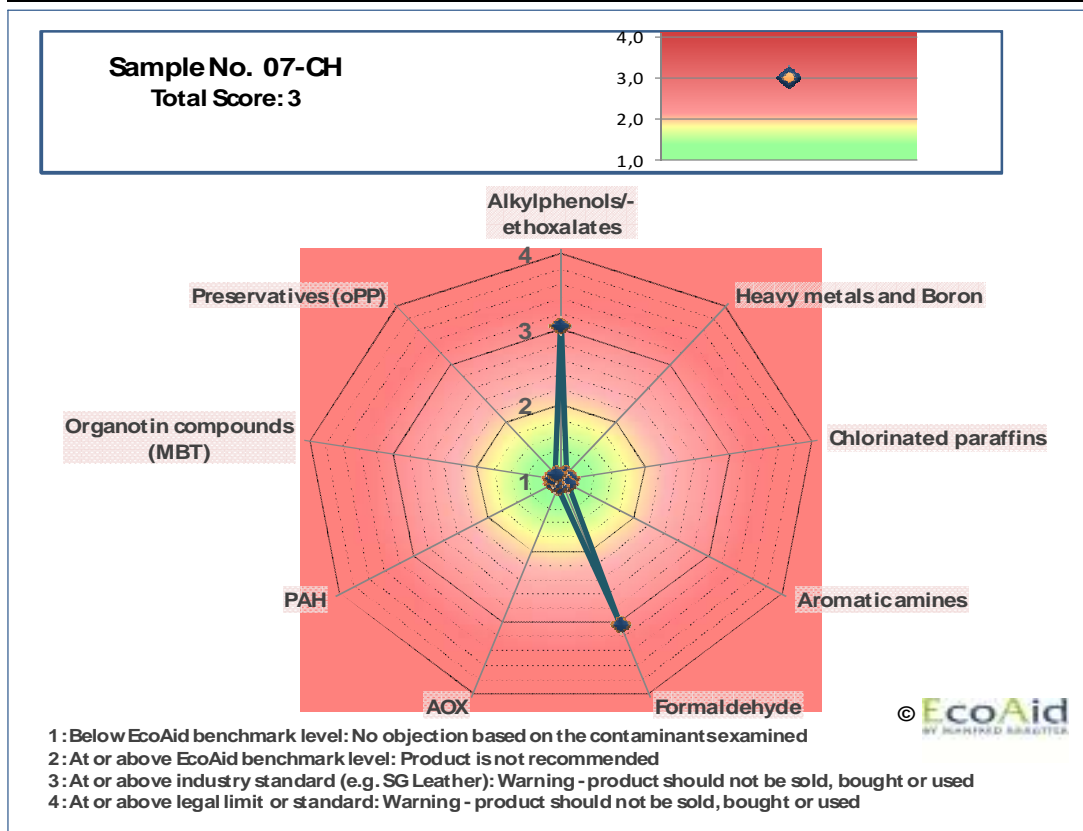 Sample No. 07-CH
Total Score: 3
4,0
3,0
2,0
1,0
Alkylphenols/-
ethoxalates
4
3
2
1
Preservatives (oPP)
Heavy metals and Boron
Organotin compounds
(MBT)
Chlorinated paraffins
PAH
Aromatic amines
AOX
Formaldehyde
© EcoAid
BY MANFRED
1: Below EcoAid benchmark level: No objection based on the contaminants examined
2: At or above EcoAid benchmark level: Product is not recommended
3: At or above industry standard (e.g. SG Leather): Warning - product should not be sold, bought or used
4: At or above legal limit or standard: Warning - product should not be sold, bought or used